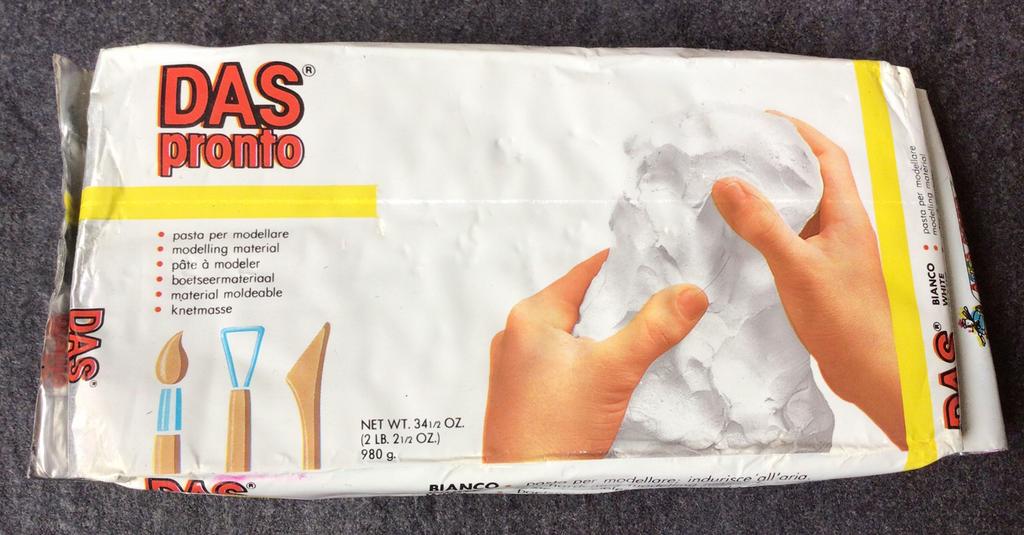 DAS®
pronto
• pasta per modellare
• modelling material
• pâte à modeler
• boetseermateriaal
• material moldeable
• knetmasse
NET WT. 34 1/2 OZ.
(2 LB. 2 1/2 OZ.)
980 g.
DAS®
DAS®
BIANCO • pasta per modellare; indurisce all'aria
DAS®
BIANCO • pasta per modellare
WHITE • modelling material